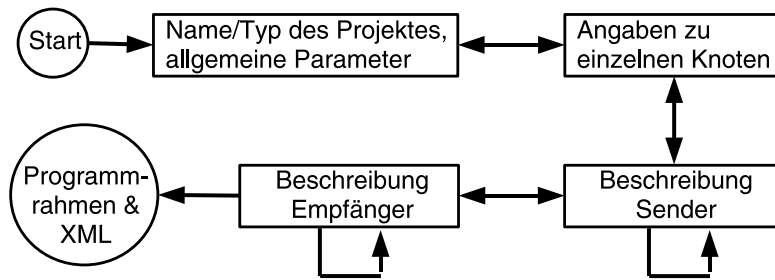 Start
Name/Typ des Projektes,
allgemeine Parameter
Angaben zu
einzelnen Knoten
Programm-
rahmen &
XML
Beschreibung
Empfänger
Beschreibung
Sender